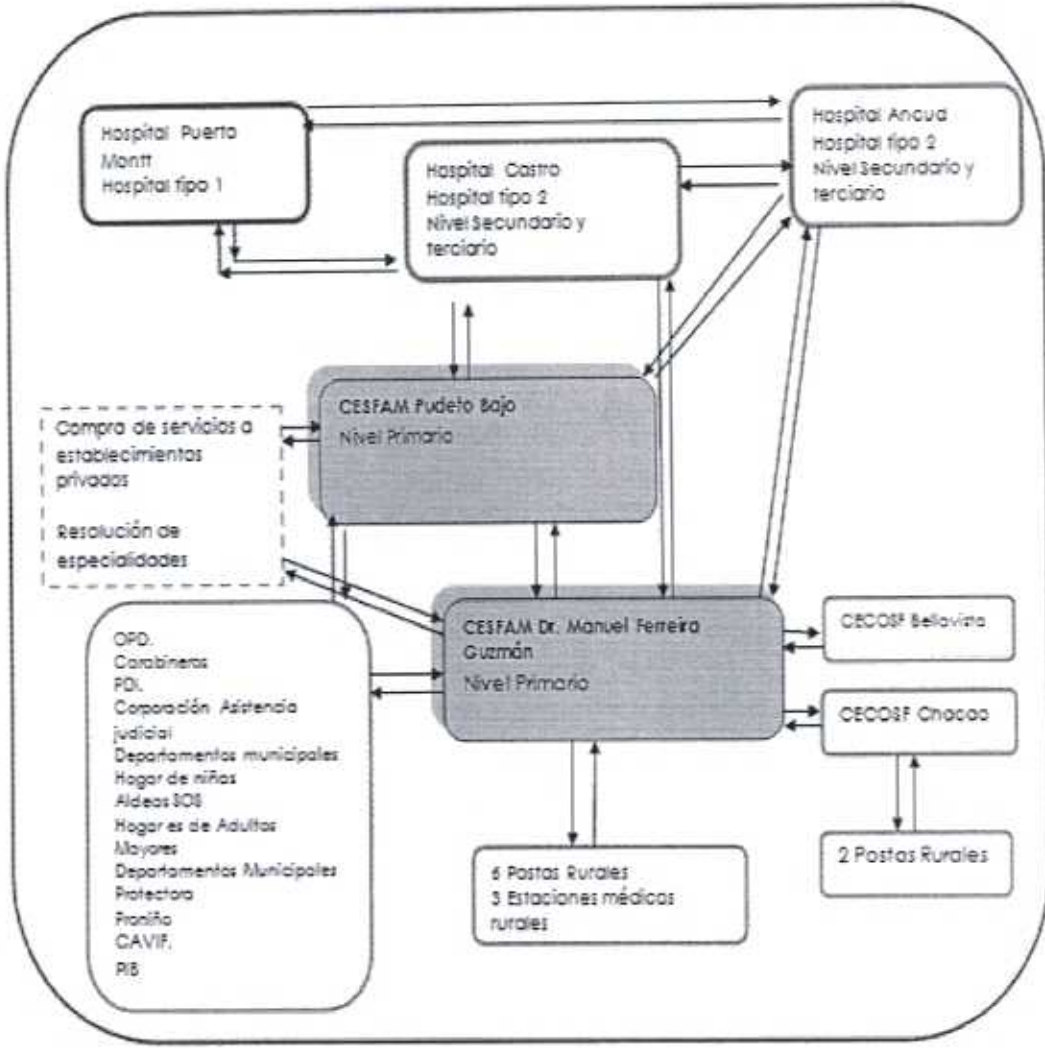 Hospital Puerto
Montt
Hospital tipo 1
Hospital Castro
Hospital tipo 2
Nivel Secundario y
terciario
Hospital Ancud
Hospital tipo 2
Nivel Secundario y
terciario
CESFAM Pudeto Bajo
Nivel Primario
Compra de servicios a
establecimientos
privados
Resolución de
especialidades
CESFAM Dr. Manuel Ferreira
Guzmán
Nivel Primario
CECOSF Bellavista
CECOSF Chacao
2 Postas Rurales
6 Postas Rurales
3 Estaciones médicos
rurales
OPD.
Carabineros
PDI.
Corporación Asistencia
judicial
Departamentos municipales
Hogar de niñas
Aldeas SOS
Hogar es de Adultos
Mayores
Departamentos Municipales
Protectora
Proniño
CAVIF.
PIB